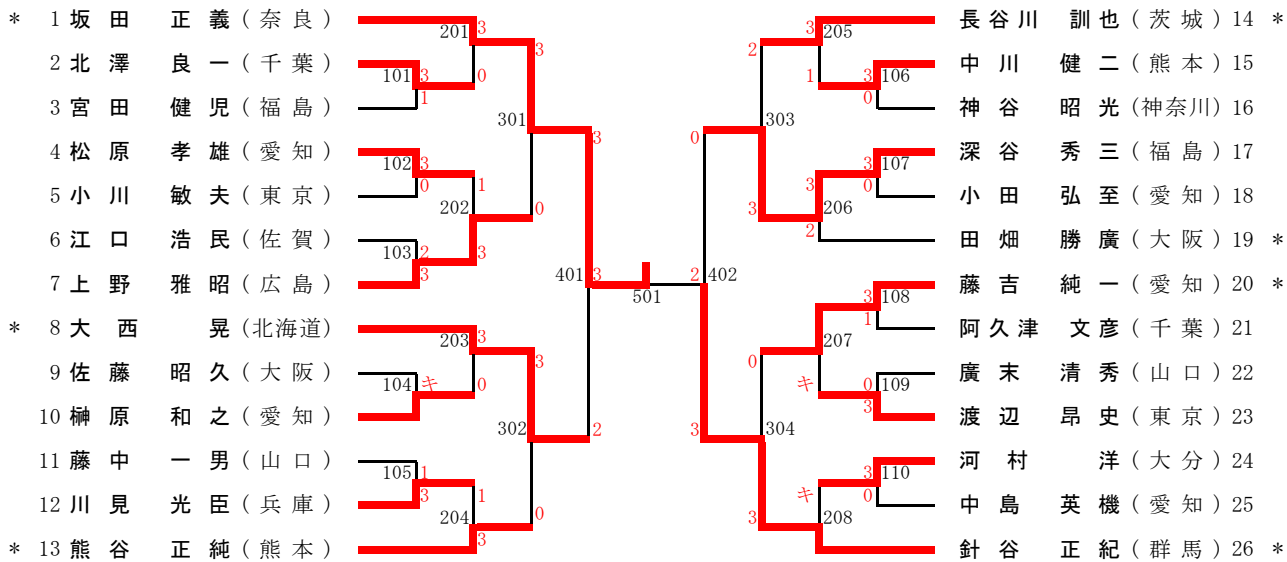 * 1 坂田 正義 (奈良) 201 3 3 3 205 長谷川 訓也 (茨城) 14 *
2 北澤 良一 (千葉) 101 3 0 2 1 3 106 中川 健二 (熊本) 15
3 宮田 健児 (福島) 1 301 0 神谷 昭光 (神奈川) 16
4 松原 孝雄 (愛知) 102 3 3 0 303 3 107 深谷 秀三 (福島) 17
5 小川 敏夫 (東京) 0 1 202 0 3 3 206 0 小田 弘至 (愛知) 18
6 江口 浩民 (佐賀) 103 2 3 2 田畑 勝廣 (大阪) 19 *
7 上野 雅昭 (広島) 3 401 3 501 2 402 3 108 藤吉 純一 (愛知) 20 *
* 8 大西 晃 (北海道) 203 3 3 207 1 阿久津 文彦 (千葉) 21
9 佐藤 昭久 (大阪) 104 キ 0 0 キ 0 109 廣末 清秀 (山口) 22
10 榊原 和之 (愛知) 302 2 3 304 3 渡辺 昂史 (東京) 23
11 藤中 一男 (山口) 105 1 3 110 河村 洋 (大分) 24
12 川見 光臣 (兵庫) 3 1 204 0 3 キ 208 0 中島 英機 (愛知) 25
* 13 熊谷 正純 (熊本) 3 針谷 正紀 (群馬) 26 *